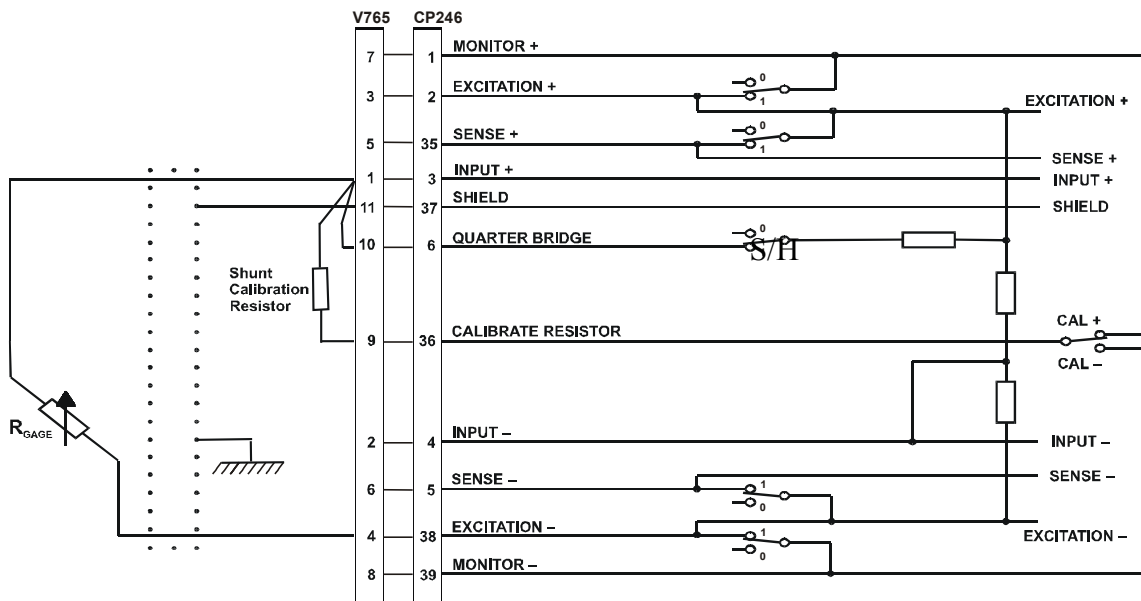 V765 CP246
7 1 MONITOR +
0
3 2 EXCITATION + 1 EXCITATION +
0
5 35 SENSE + 1
SENSE +
1 3 INPUT + INPUT +
11 37 SHIELD SHIELD
0
10 6 QUARTER BRIDGE S/H
Shunt
Calibration
Resistor
CAL +
9 36 CALIBRATE RESISTOR
CAL –
RGAGE
2 4 INPUT – INPUT –
6 5 SENSE – 1 SENSE –
0
4 38 EXCITATION – 1 EXCITATION –
0
8 39 MONITOR –